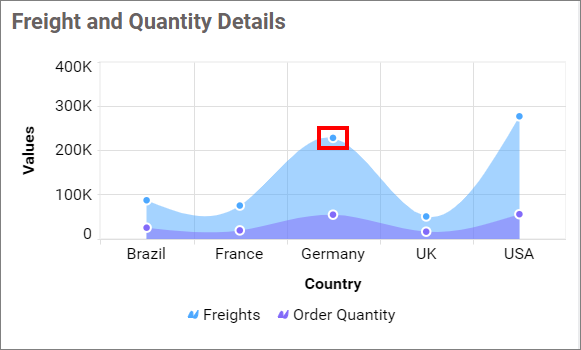 Freight and Quantity Details
400K
300K
200K
100K
0
Values
Brazil France Germany UK USA
Country
Freights Order Quantity